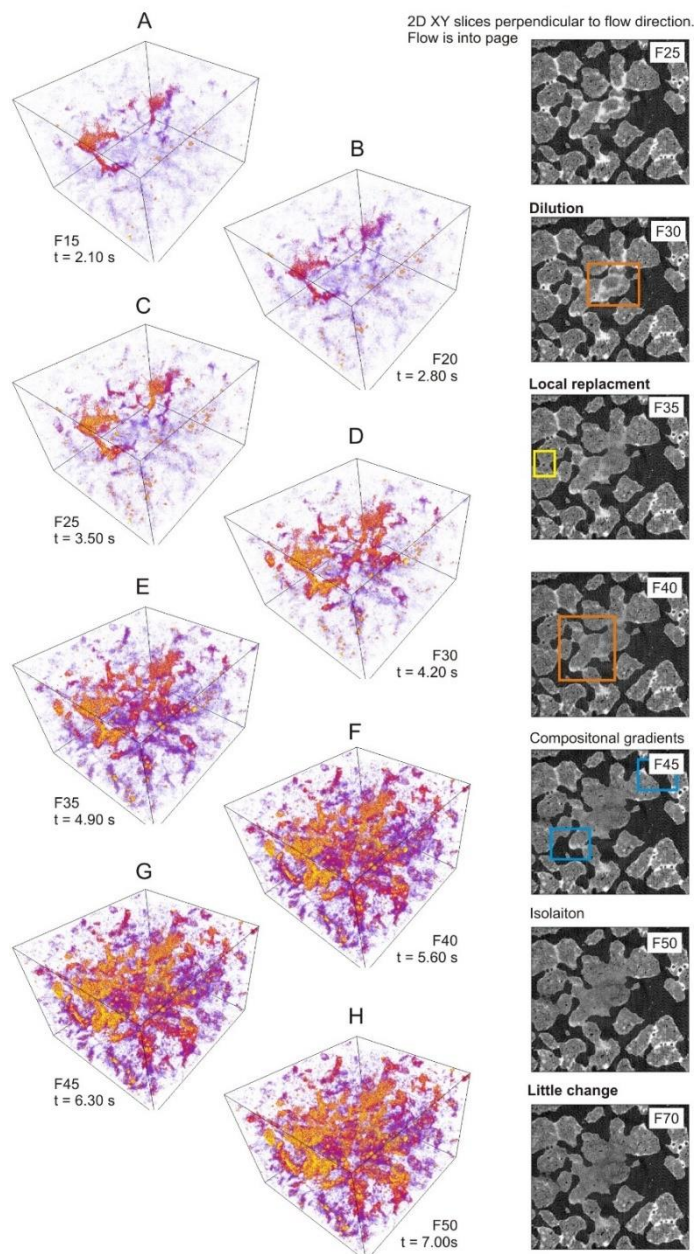 2D XY slices perpendicular to flow direction.
Flow is into page
A
F15
t = 2.10 s
B
F20
t = 2.80 s
C
F25
t = 3.50 s
D
F30
t = 4.20 s
E
F35
t = 4.90 s
F
F40
t = 5.60 s
G
F45
t = 6.30 s
H
F50
t = 7.00s
F25
Dilution
F30
Local replacment
F35
F40
Compositonal gradients
F45
Isolaiton
F50
Little change
F70